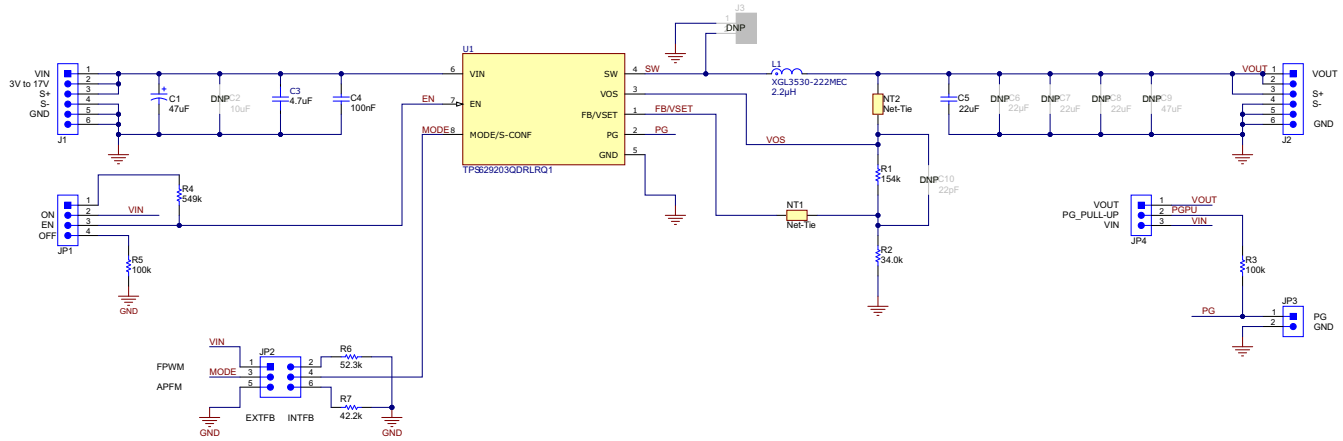 J3
1
2
DNP
U1
VIN
3V to 17V
S+
S-
GND
1
2
3
4
5
6
J1
C1
47uF
DNP
C2
10uF
C3
4.7uF
C4
100nF
EN
MODE
6
7
8
VIN
EN
MODE/S-CONF
SW
VOS
FB/VSET
PG
GND
4
3
1
2
5
SW
FB/VSET
PG
VOS
TPS629203QDRLRQ1
L1
XGL3530-222MEC
2.2µH
NT2
Net-Tie
C5
22uF
DNP
C6
22µF
DNP
C7
22uF
DNP
C8
22uF
DNP
C9
47uF
VOUT
1
2
3
4
5
6
VOUT
S+
S-
GND
J2
R1
154k
DNP
C10
22pF
NT1
Net-Tie
R2
34.0k
ON
EN
OFF
1
2
3
4
JP1
VIN
R4
549k
R5
100k
GND
VOUT
PG_PULL-UP
VIN
1
2
3
JP4
VOUT
PGPU
VIN
R3
100k
PG
1
2
JP3
PG
GND
VIN
JP2
FPWM
MODE
APFM
1
3
5
2
4
6
R6
52.3k
R7
42.2k
GND
EXTFB
INTFB
GND